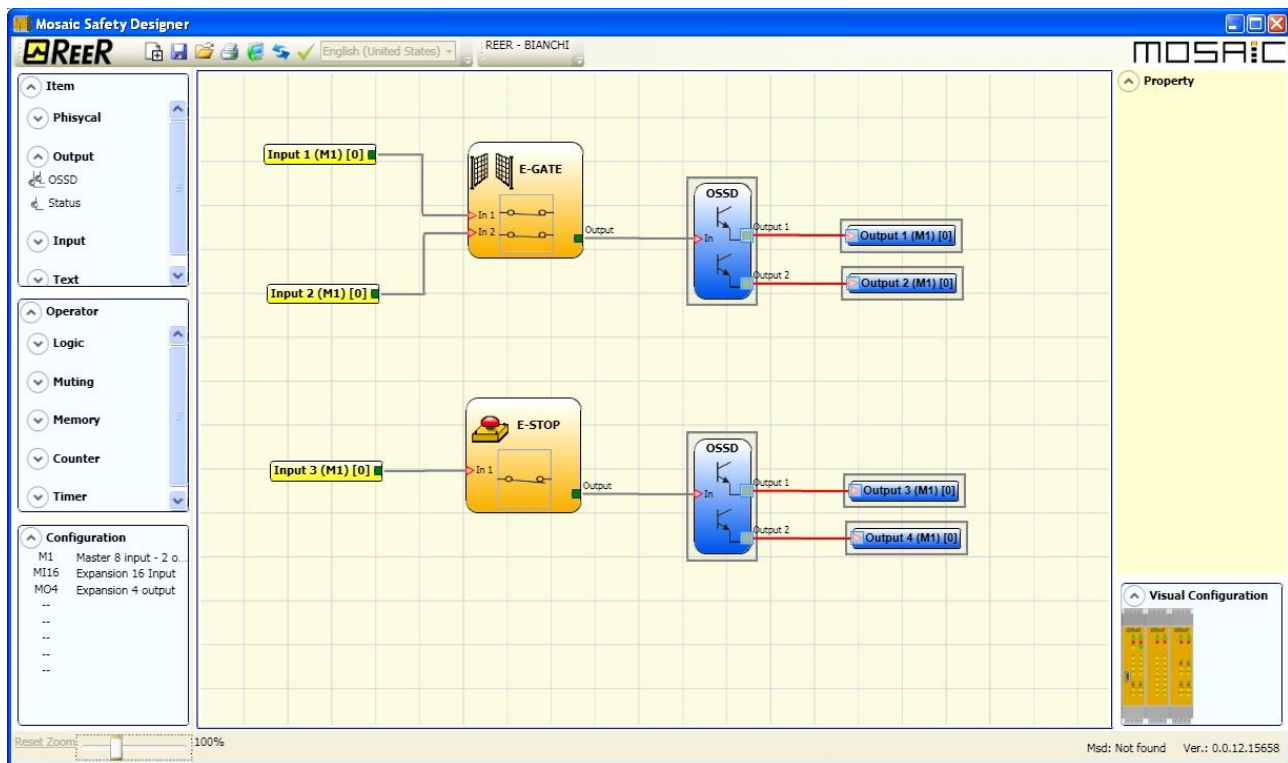 Mosaic Safety Designer
REER
English (United States)
REER - BIANCHI
MOSAIC
Item
Phisycal
Output
OSSD
Status
Input
Text
Operator
Logic
Muting
Memory
Counter
Timer
Configuration
M1 Master 8 input - 2 o...
MI16 Expansion 16 Input
MO4 Expansion 4 output
--
--
--
--
--
Input 1 (M1) [0]
Input 2 (M1) [0]
E-GATE
In 1
In 2
Output
OSSD
In
Output 1
Output 2
Output 1 (M1) [0]
Output 2 (M1) [0]
Input 3 (M1) [0]
E-STOP
In 1
Output
OSSD
In
Output 1
Output 2
Output 3 (M1) [0]
Output 4 (M1) [0]
Property
Visual Configuration
Reset Zoom
100%
Msd: Not found Ver.: 0.0.12.15658